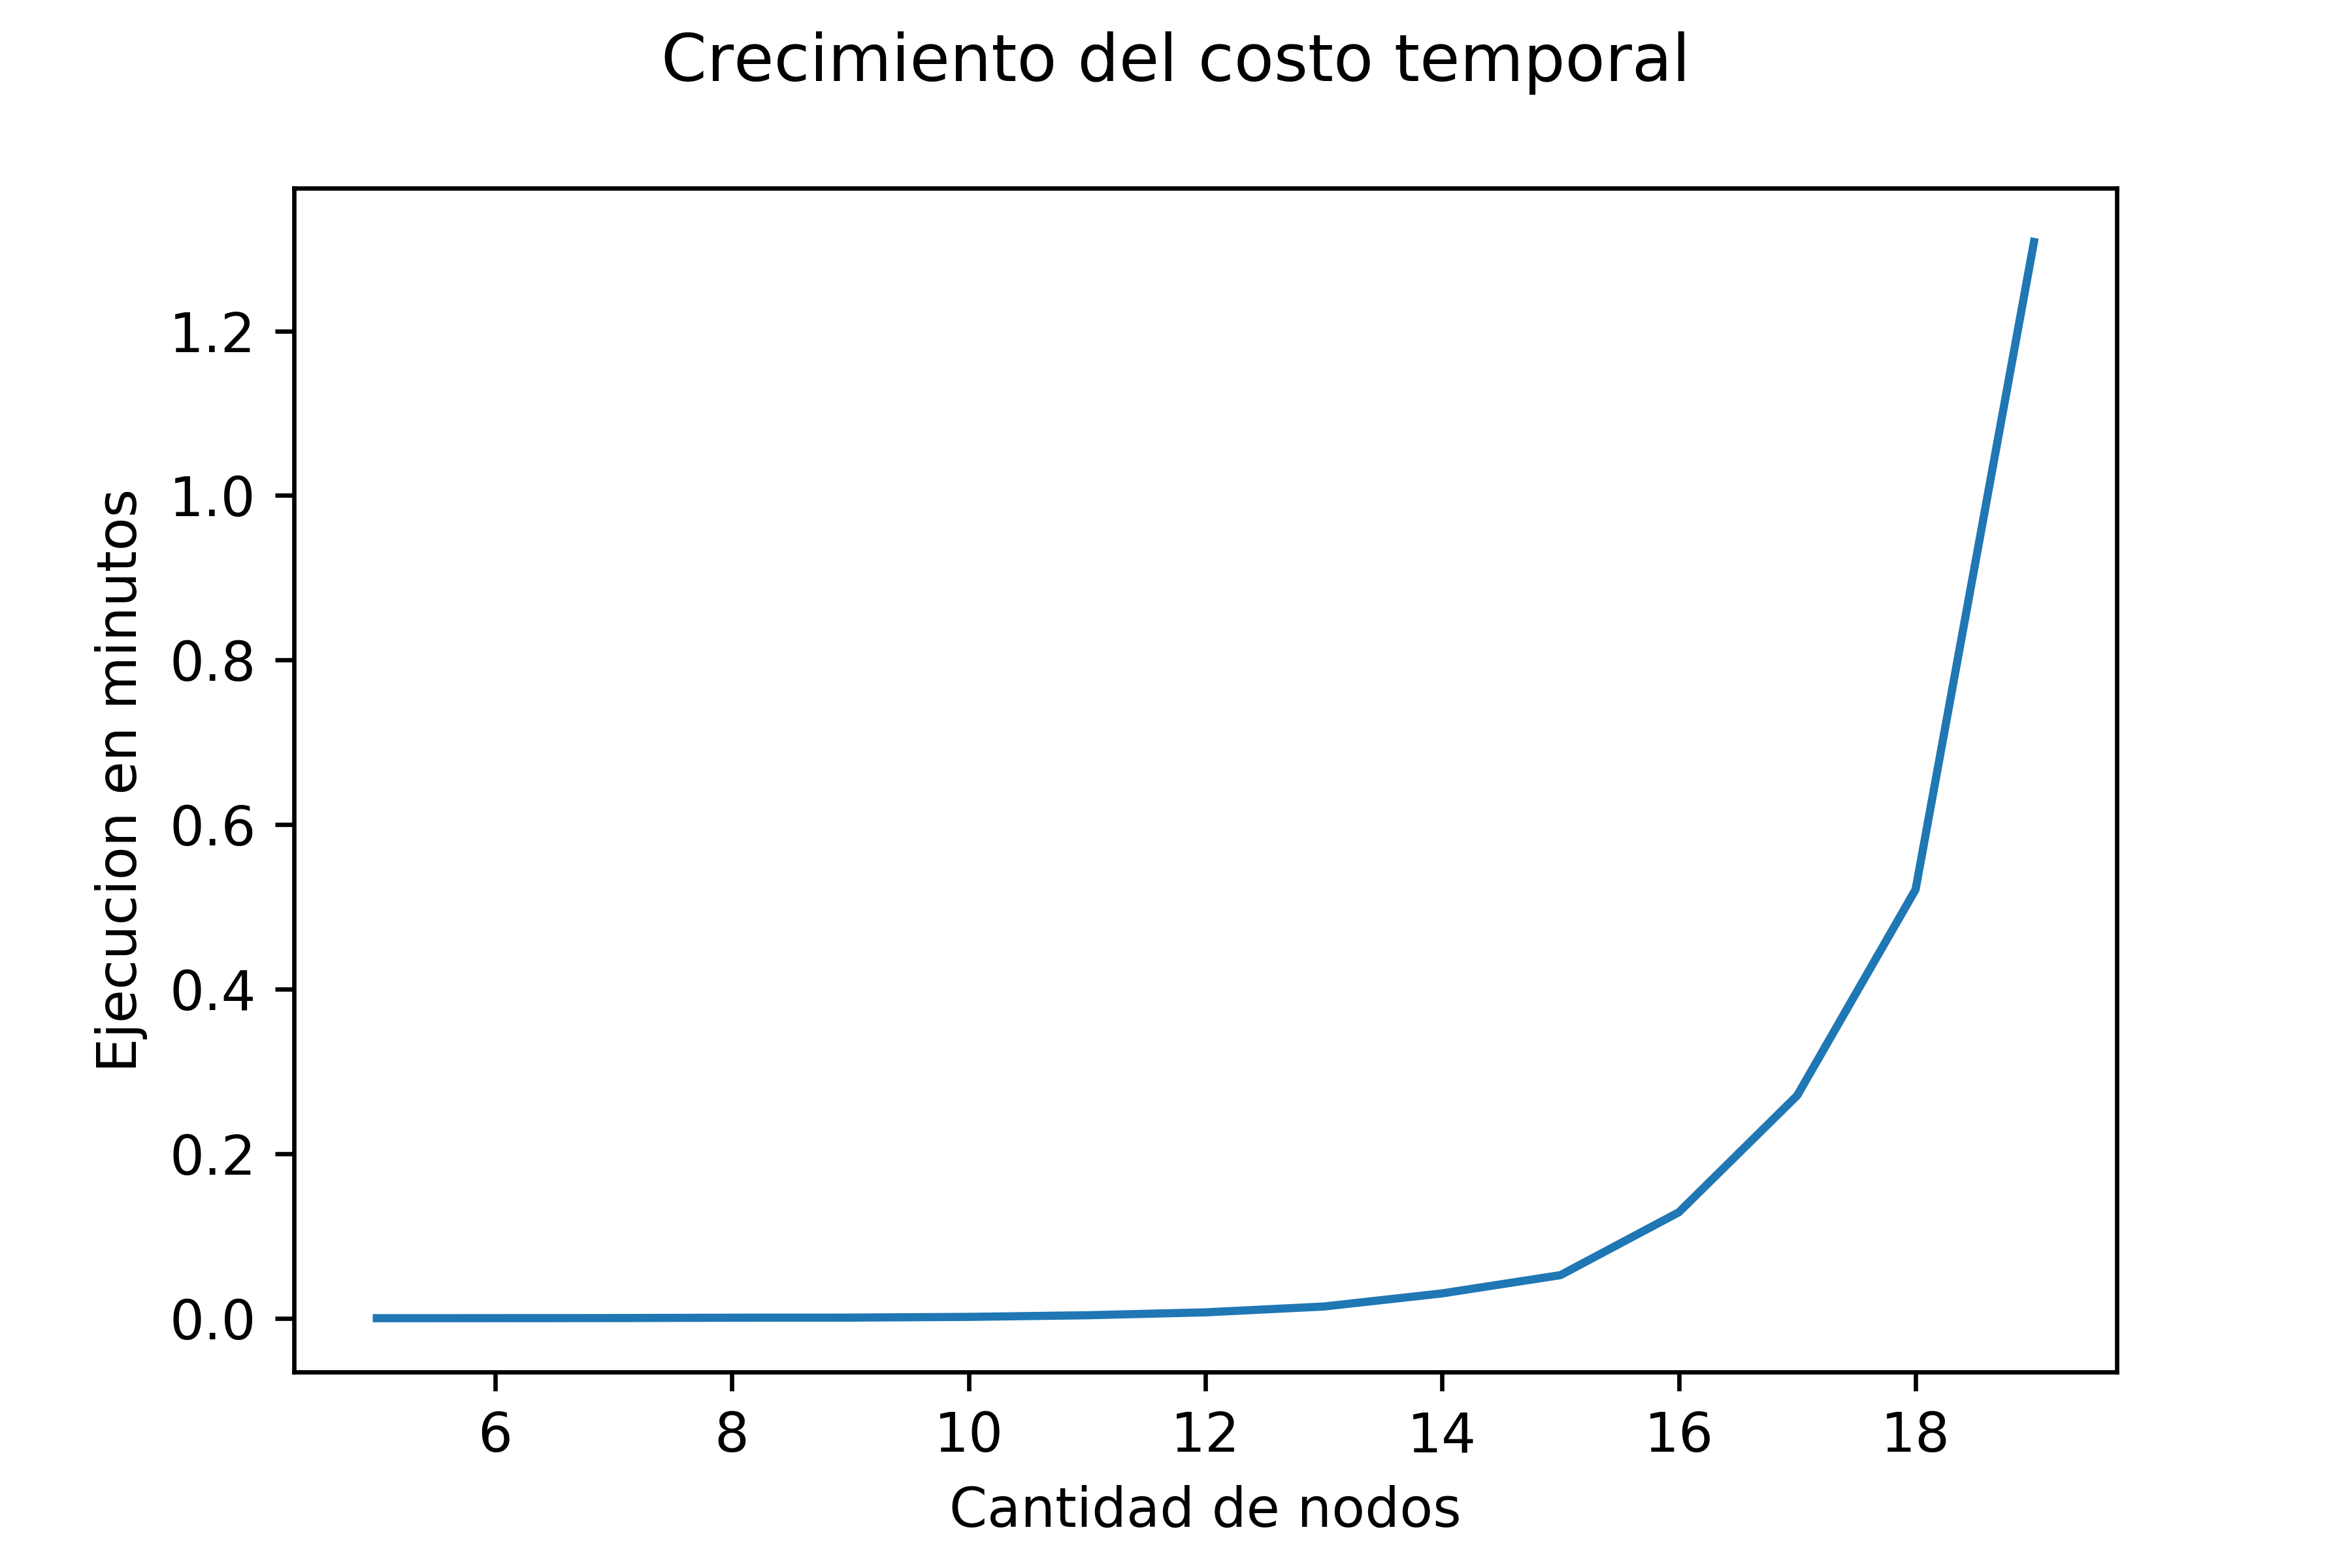 Crecimiento del costo temporal
Ejecucion en minutos
1.2
1.0
0.8
0.6
0.4
0.2
0.0
6 8 10 12 14 16 18
Cantidad de nodos